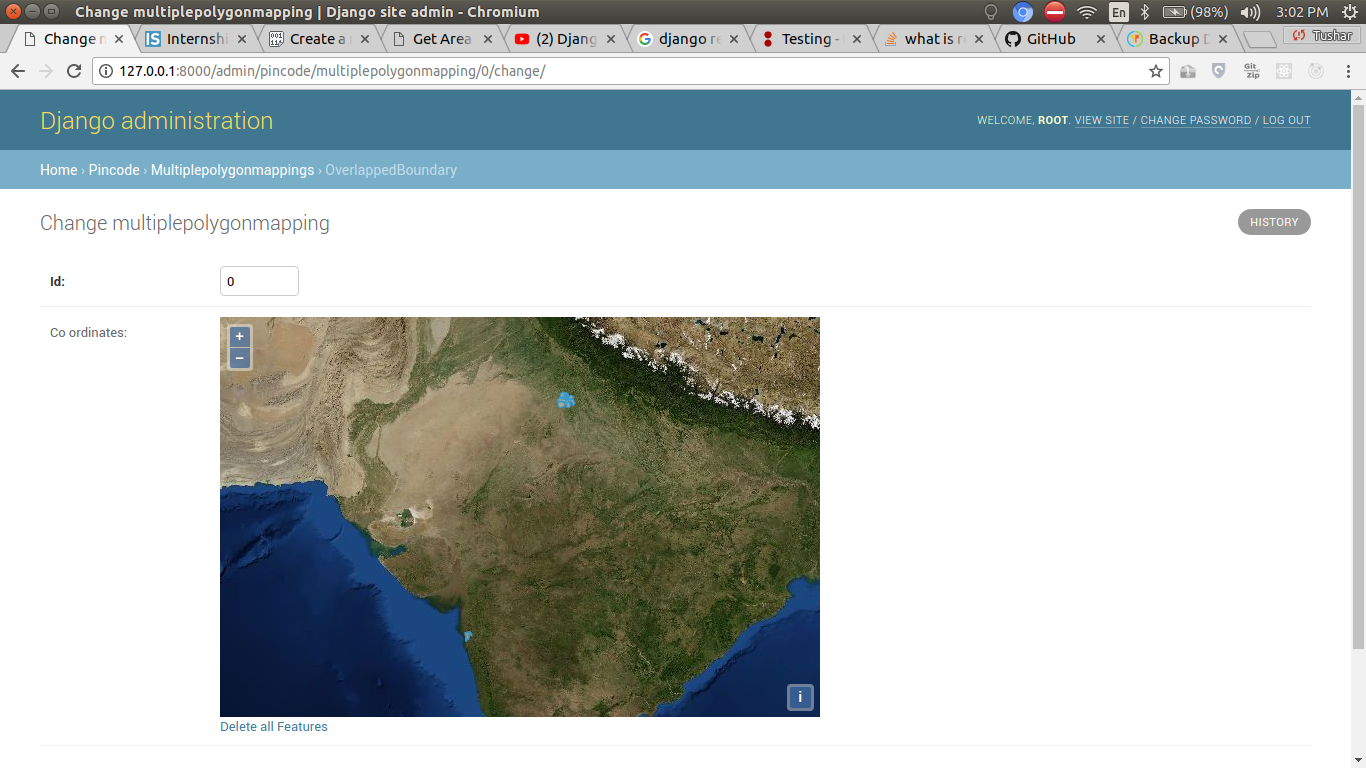 Change multiplepolygonmapping | Django site admin - Chromium
En
(98%)
3:02 PM
Change
Internshi
Create a
Get Area
(2) Djang
django re
Testing -
what is re
GitHub
Backup D
Tushar
127.0.0.1:8000/admin/pincode/multiplepolygonmapping/0/change/
Git Zip
Django administration
WELCOME, ROOT. VIEW SITE / CHANGE PASSWORD / LOG OUT
Home › Pincode › Multiplepolygonmappings › OverlappedBoundary
Change multiplepolygonmapping
HISTORY
Id:
0
Co ordinates:
+
−
i
Delete all Features